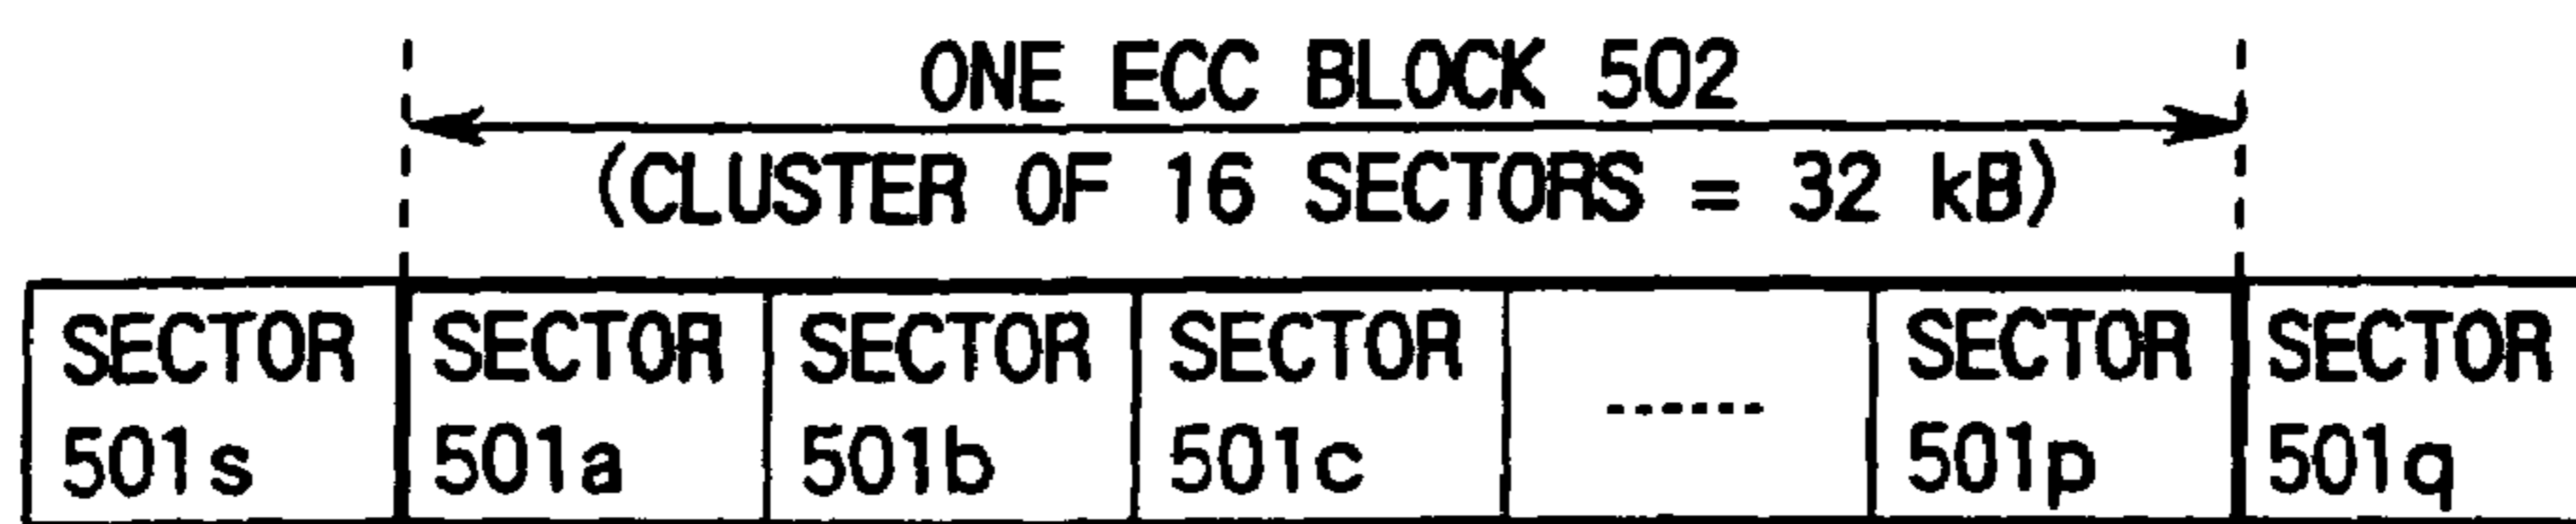 ONE ECC BLOCK 502
(CLUSTER OF 16 SECTORS = 32 kB)
SECTOR SECTOR SECTOR SECTOR ------ SECTOR SECTOR
501s 501a 501b 501c 501p 501q